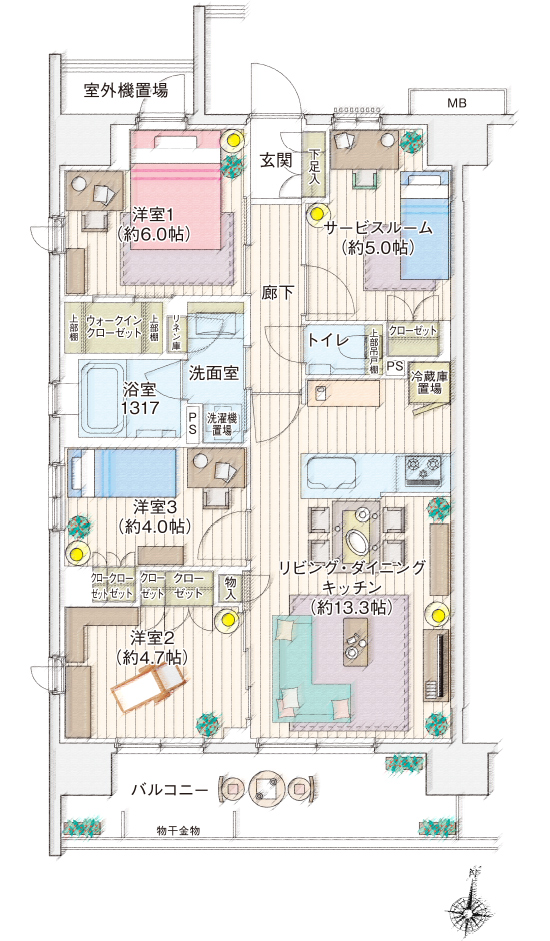 室外機置場
MB
玄関
下足入
洋室1
(約6.0帖)
サービスルーム
(約5.0帖)
廊下
上部棚
ウォークイン
クローゼット
上部棚
リネン庫
洗面室
トイレ
上部吊戸棚
クローゼット
PS
冷蔵庫
置場
浴室
1317
PS
洗濯機
置場
洋室3
(約4.0帖)
リビング・ダイニング
キッチン
(約13.3帖)
クロー
ゼット
クロー
ゼット
クロー
ゼット
クロー
ゼット
物入
洋室2
(約4.7帖)
バルコニー
物干金物